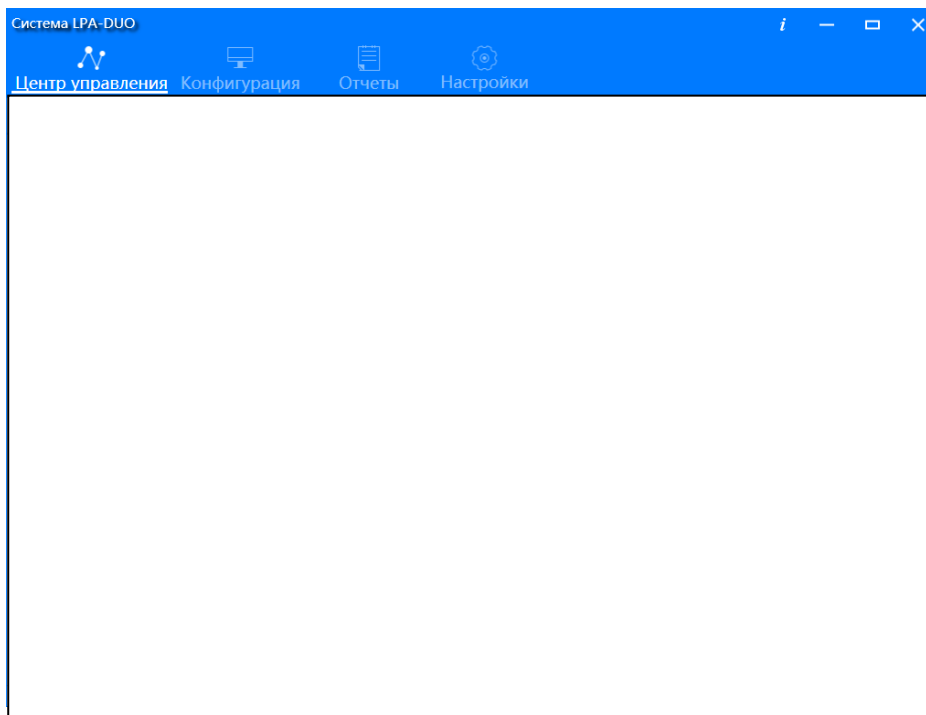 Система LPA-DUO
i
Центр управления Конфигурация Отчеты Настройки